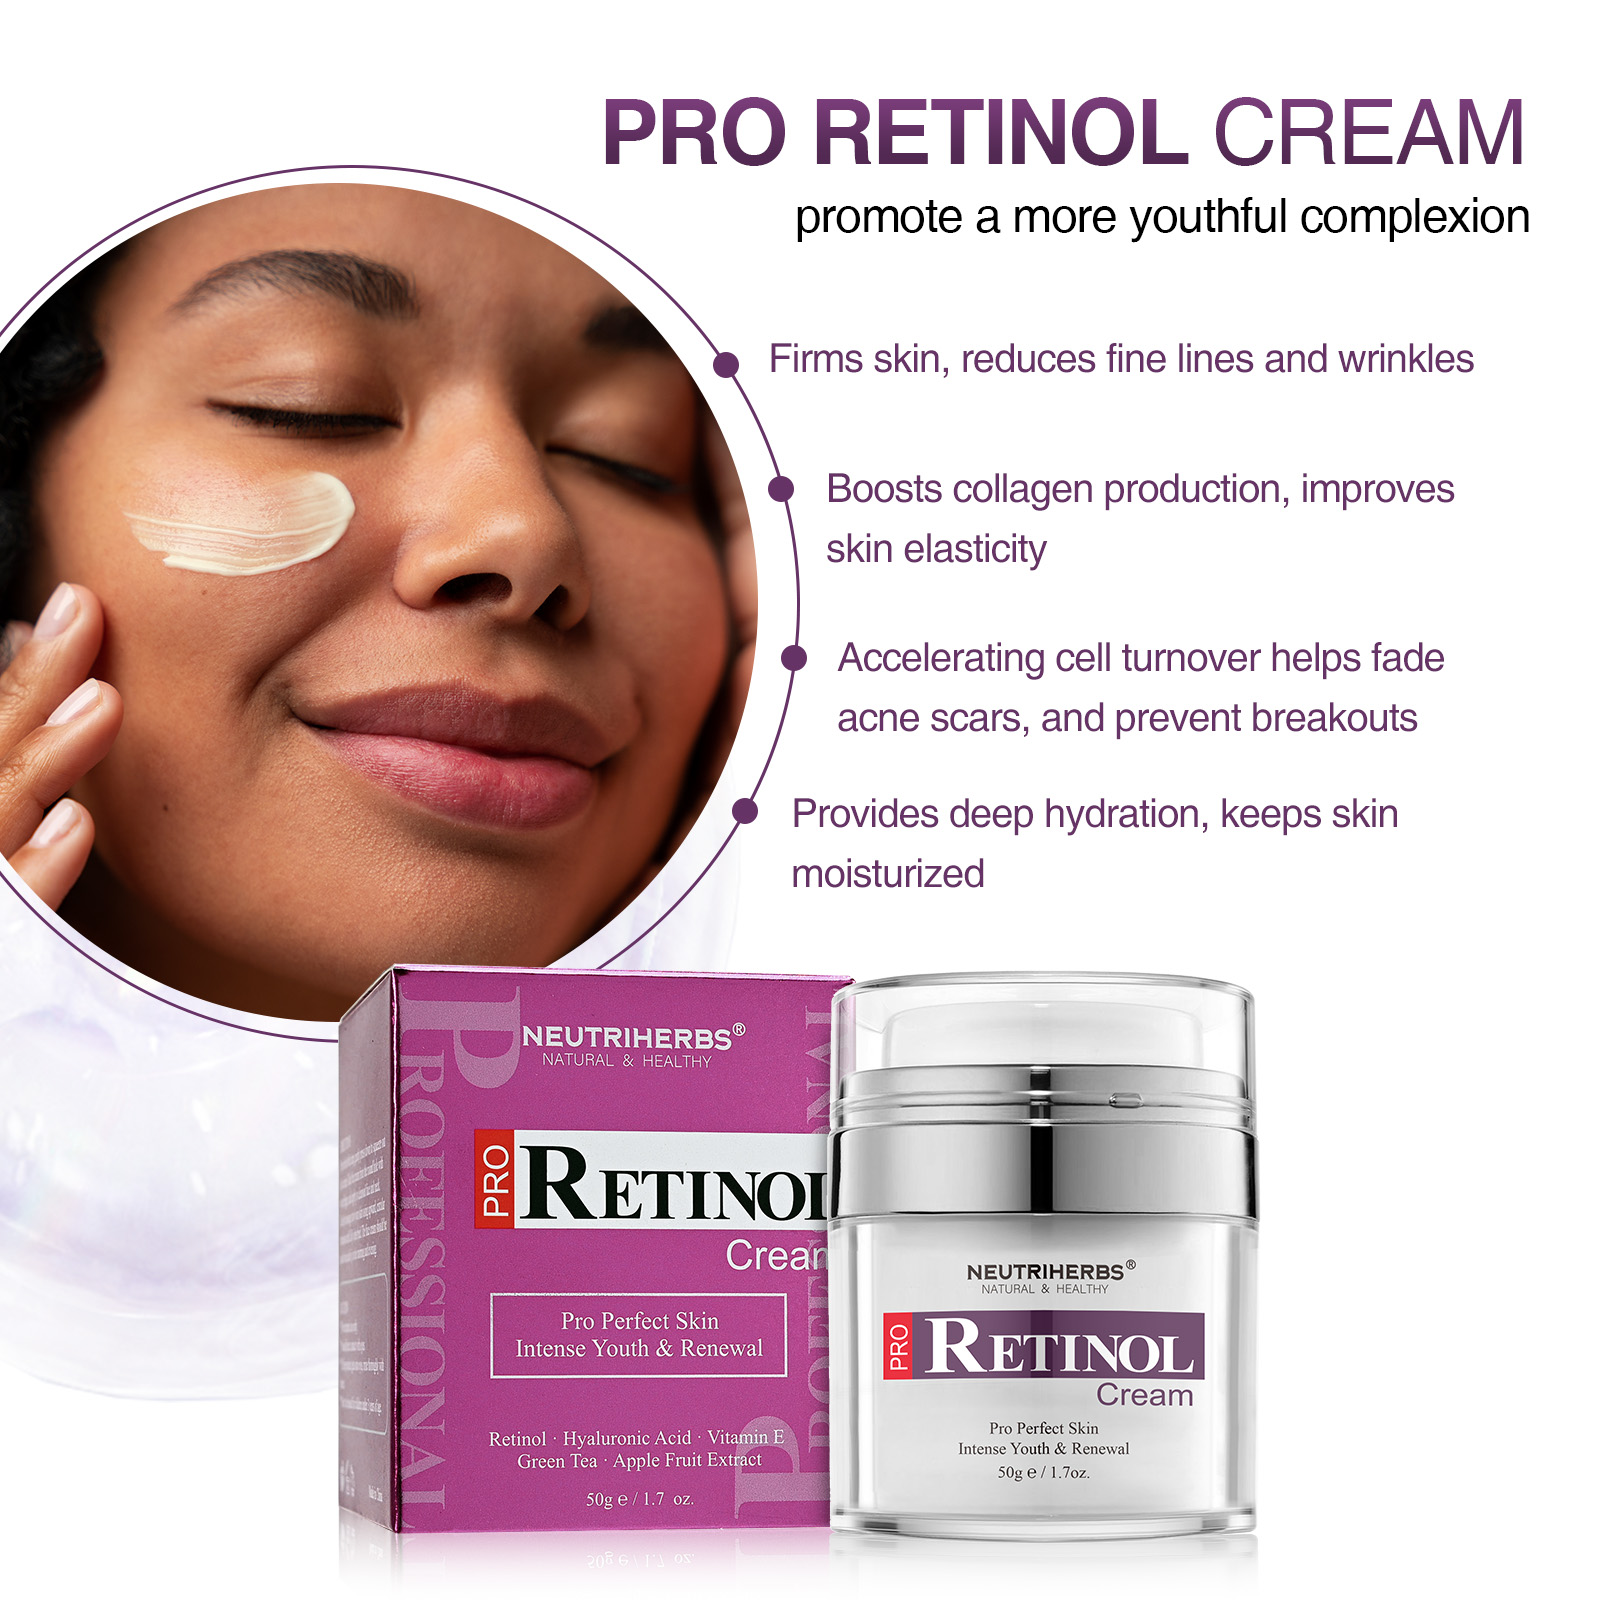 PRO RETINOL CREAM
promote a more youthful complexion
Firms skin, reduces fine lines and wrinkles
Boosts collagen production, improves
skin elasticity
Accelerating cell turnover helps fade
acne scars, and prevent breakouts
Provides deep hydration, keeps skin
moisturized
PROFESSIONAL
NEUTRIHERBS®
NATURAL & HEALTHY
PRO RETINOL
Cream
Pro Perfect Skin
Intense Youth & Renewal
Retinol · Hyaluronic Acid · Vitamin E
Green Tea · Apple Fruit Extract
50g e / 1.7 oz.
NEUTRIHERBS®
NATURAL & HEALTHY
PRO RETINOL
Cream
Pro Perfect Skin
Intense Youth & Renewal
50g e / 1.7oz.